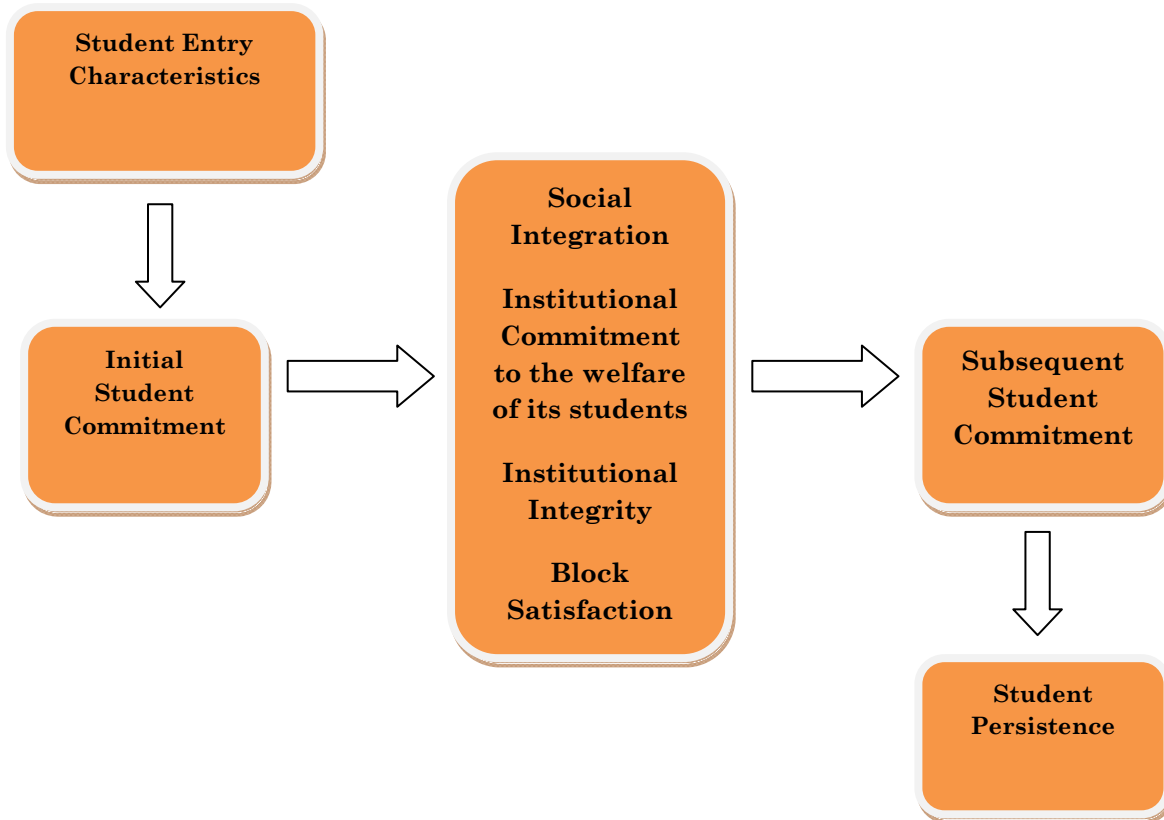 Student Entry
Characteristics
Initial
Student
Commitment
Social
Integration
Institutional
Commitment
to the welfare
of its students
Institutional
Integrity
Block
Satisfaction
Subsequent
Student
Commitment
Student
Persistence